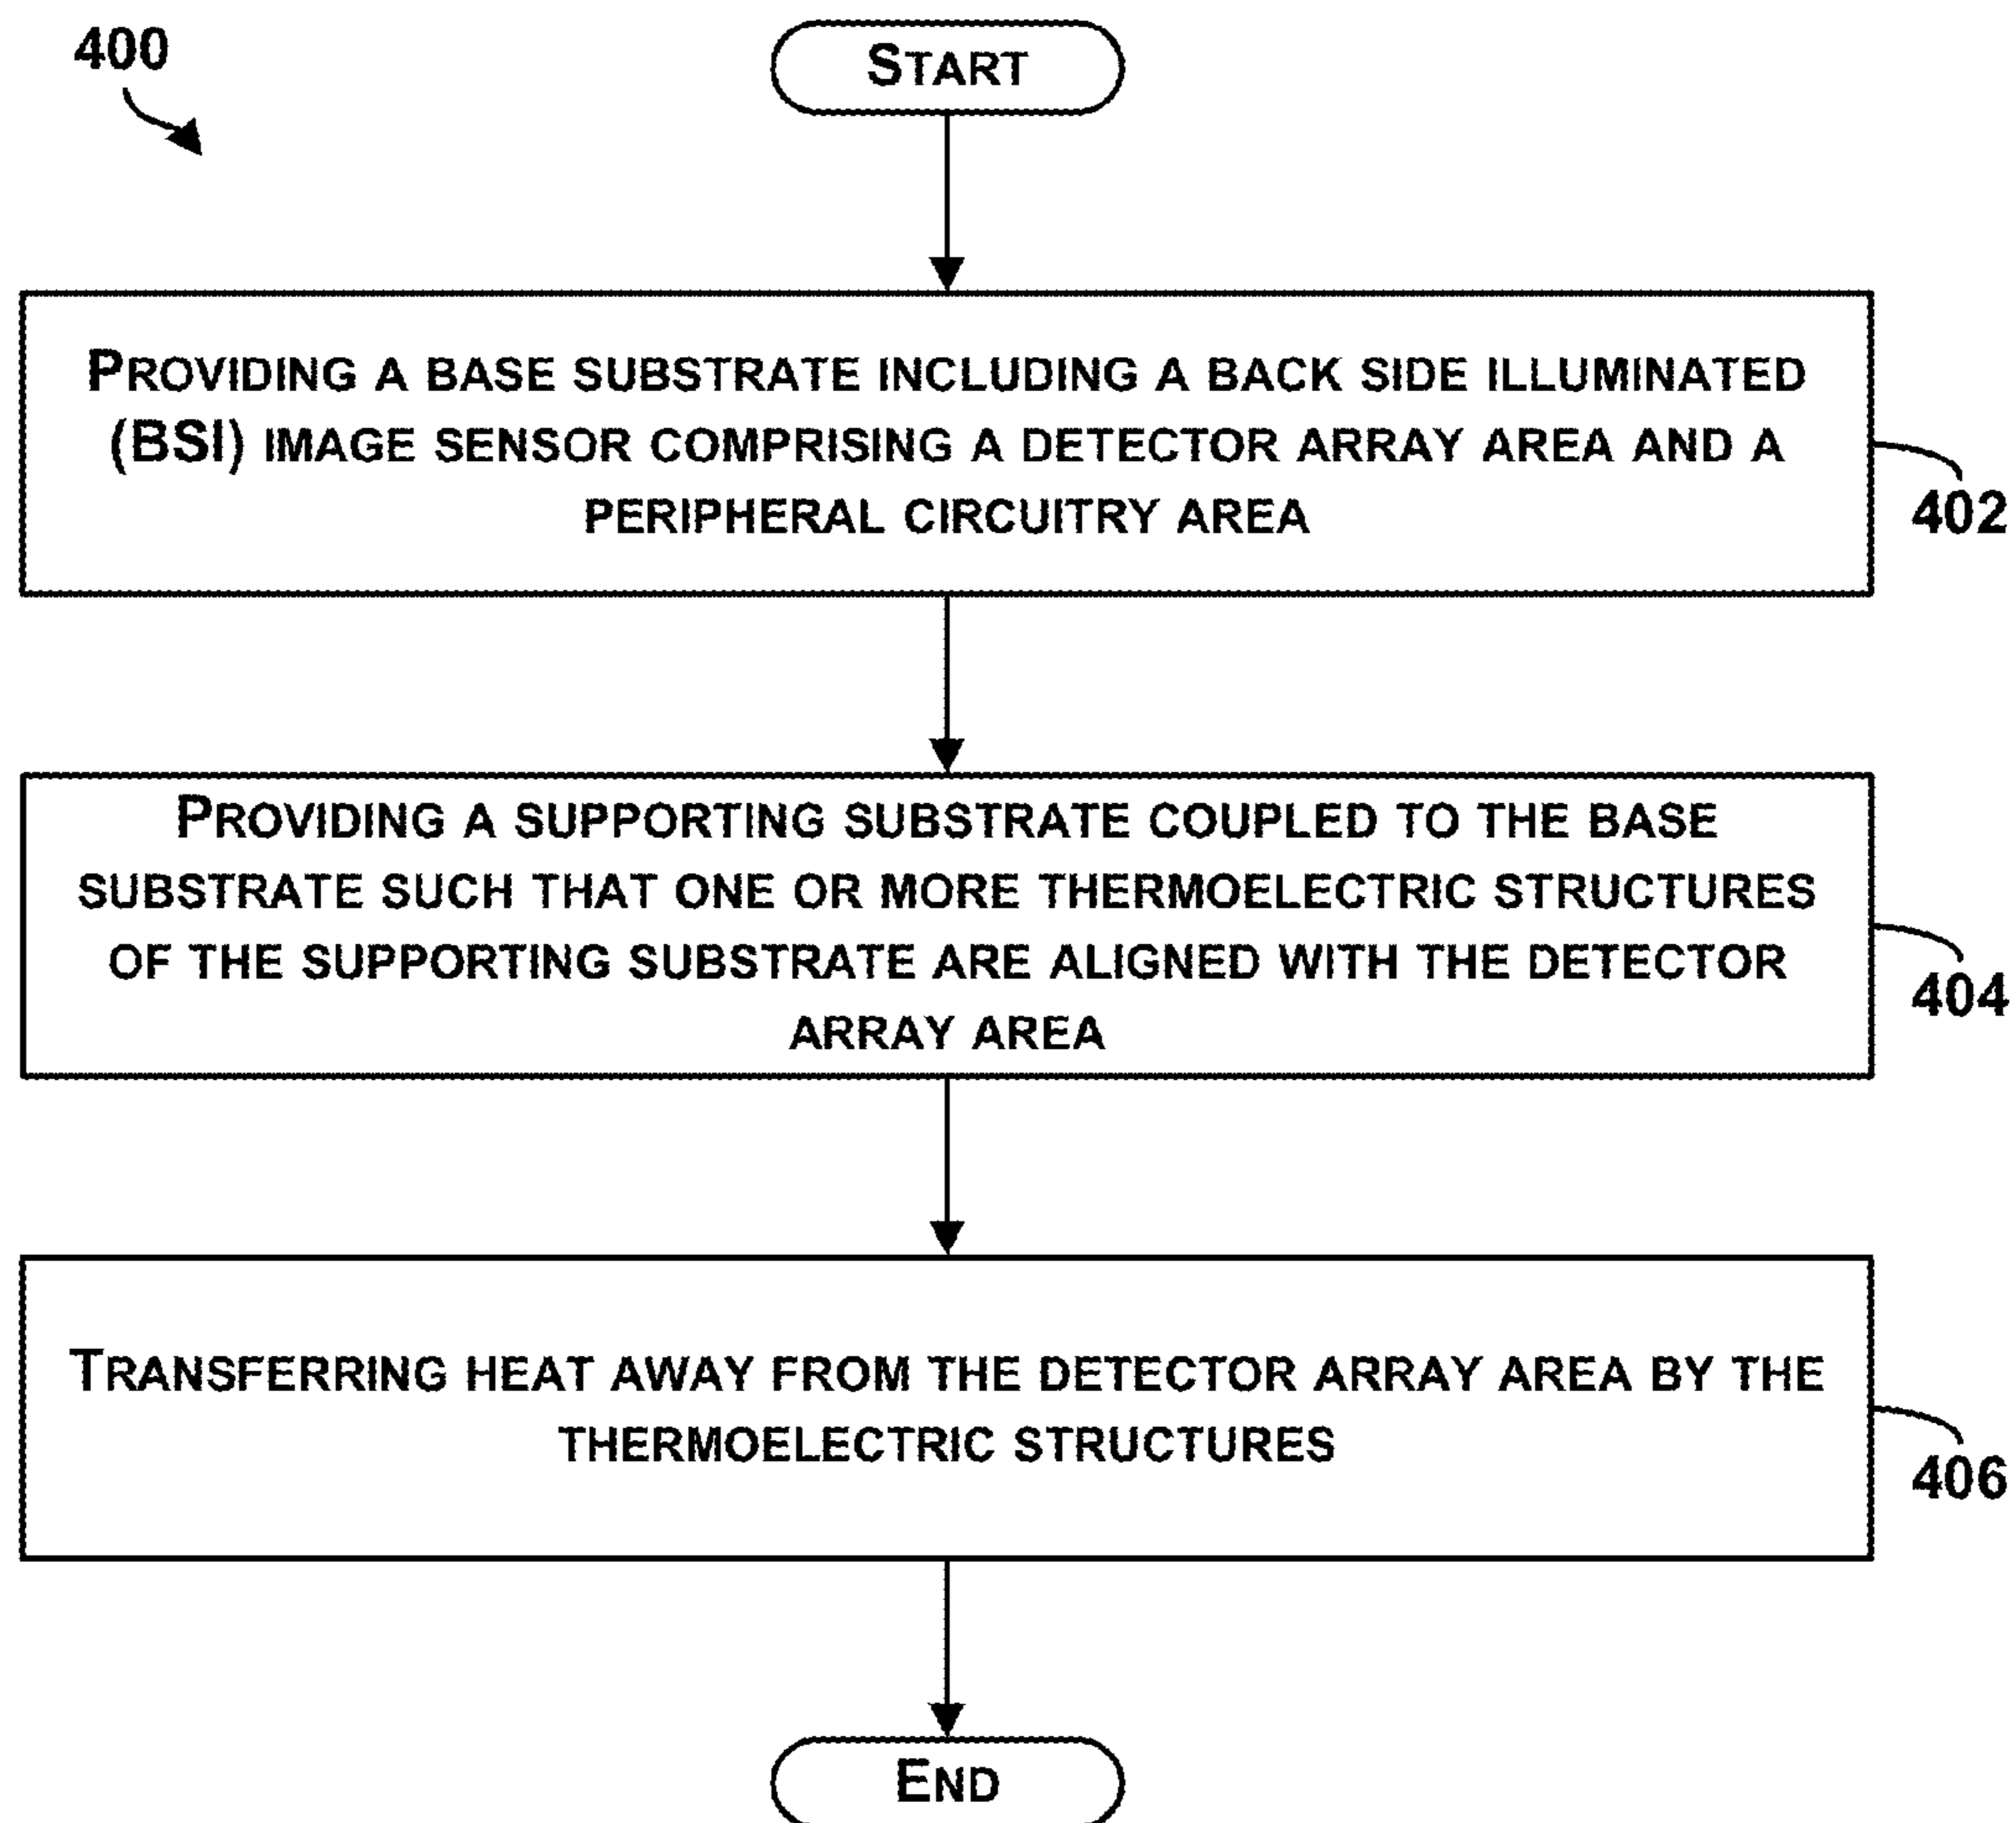 400
START
PROVIDING A BASE SUBSTRATE INCLUDING A BACK SIDE ILLUMINATED
(BSI) IMAGE SENSOR COMPRISING A DETECTOR ARRAY AREA AND A
PERIPHERAL CIRCUITRY AREA
402
PROVIDING A SUPPORTING SUBSTRATE COUPLED TO THE BASE
SUBSTRATE SUCH THAT ONE OR MORE THERMOELECTRIC STRUCTURES
OF THE SUPPORTING SUBSTRATE ARE ALIGNED WITH THE DETECTOR
ARRAY AREA
404
TRANSFERRING HEAT AWAY FROM THE DETECTOR ARRAY AREA BY THE
THERMOELECTRIC STRUCTURES
406
END